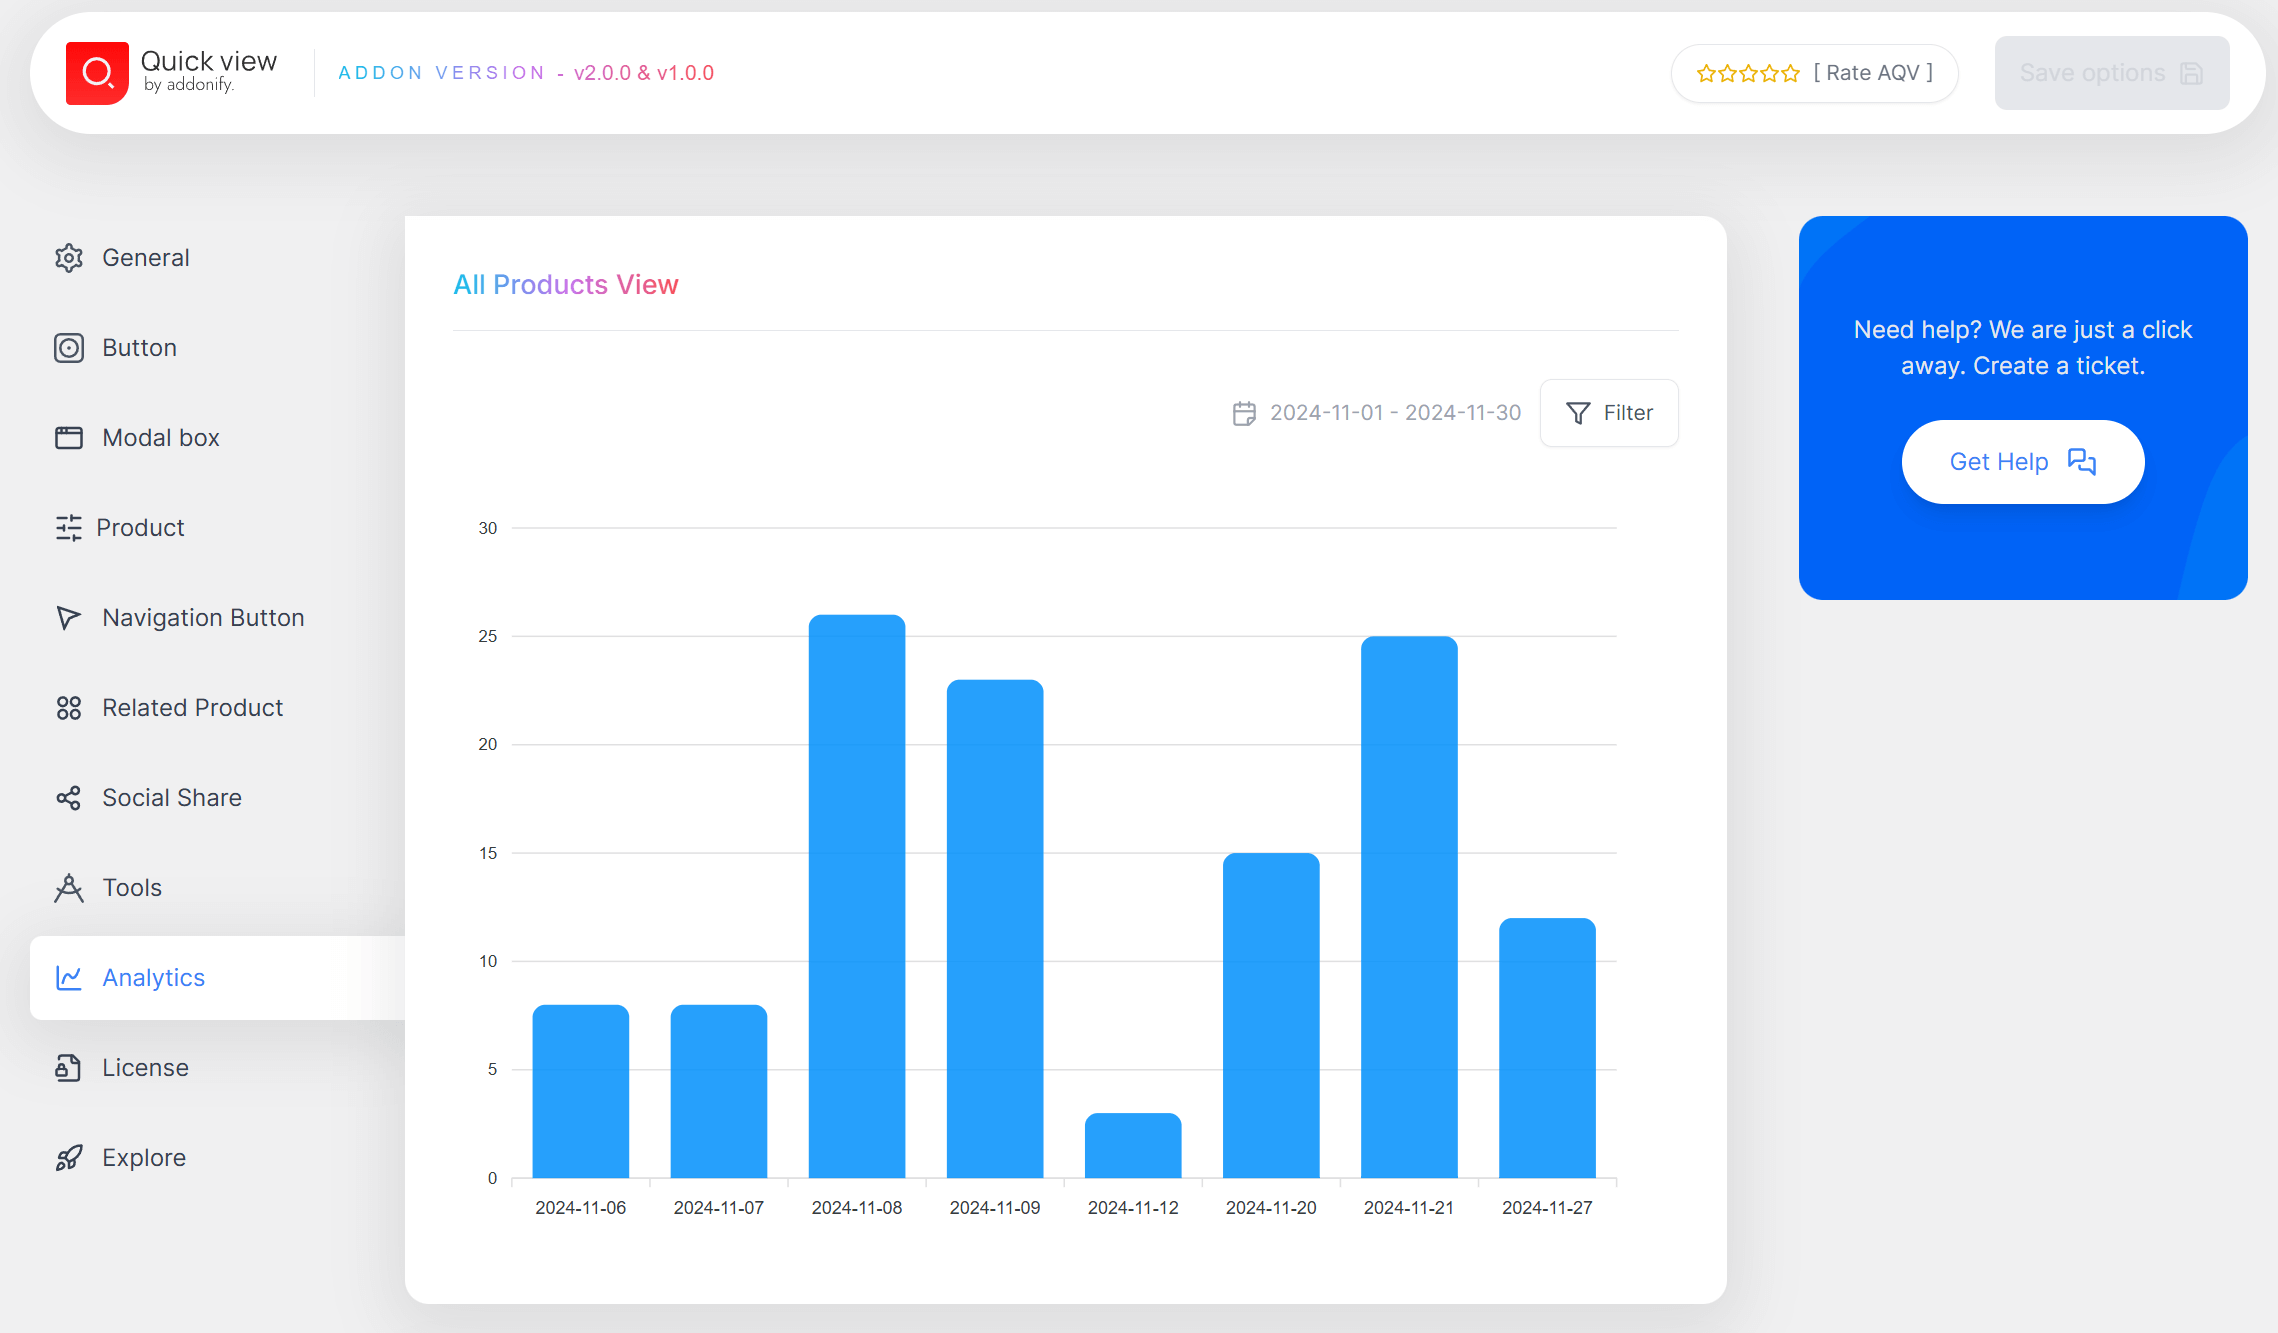 Quick view
by addonify.
ADDON VERSION - v2.0.0 & v1.0.0
[ Rate AQV ]
Save options
General
Button
Modal box
Product
Navigation Button
Related Product
Social Share
Tools
Analytics
License
Explore
All Products View
2024-11-01 - 2024-11-30
Filter
30
25
20
15
10
5
0
2024-11-06 2024-11-07 2024-11-08 2024-11-09 2024-11-12 2024-11-20 2024-11-21 2024-11-27
Need help? We are just a click
away. Create a ticket.
Get Help